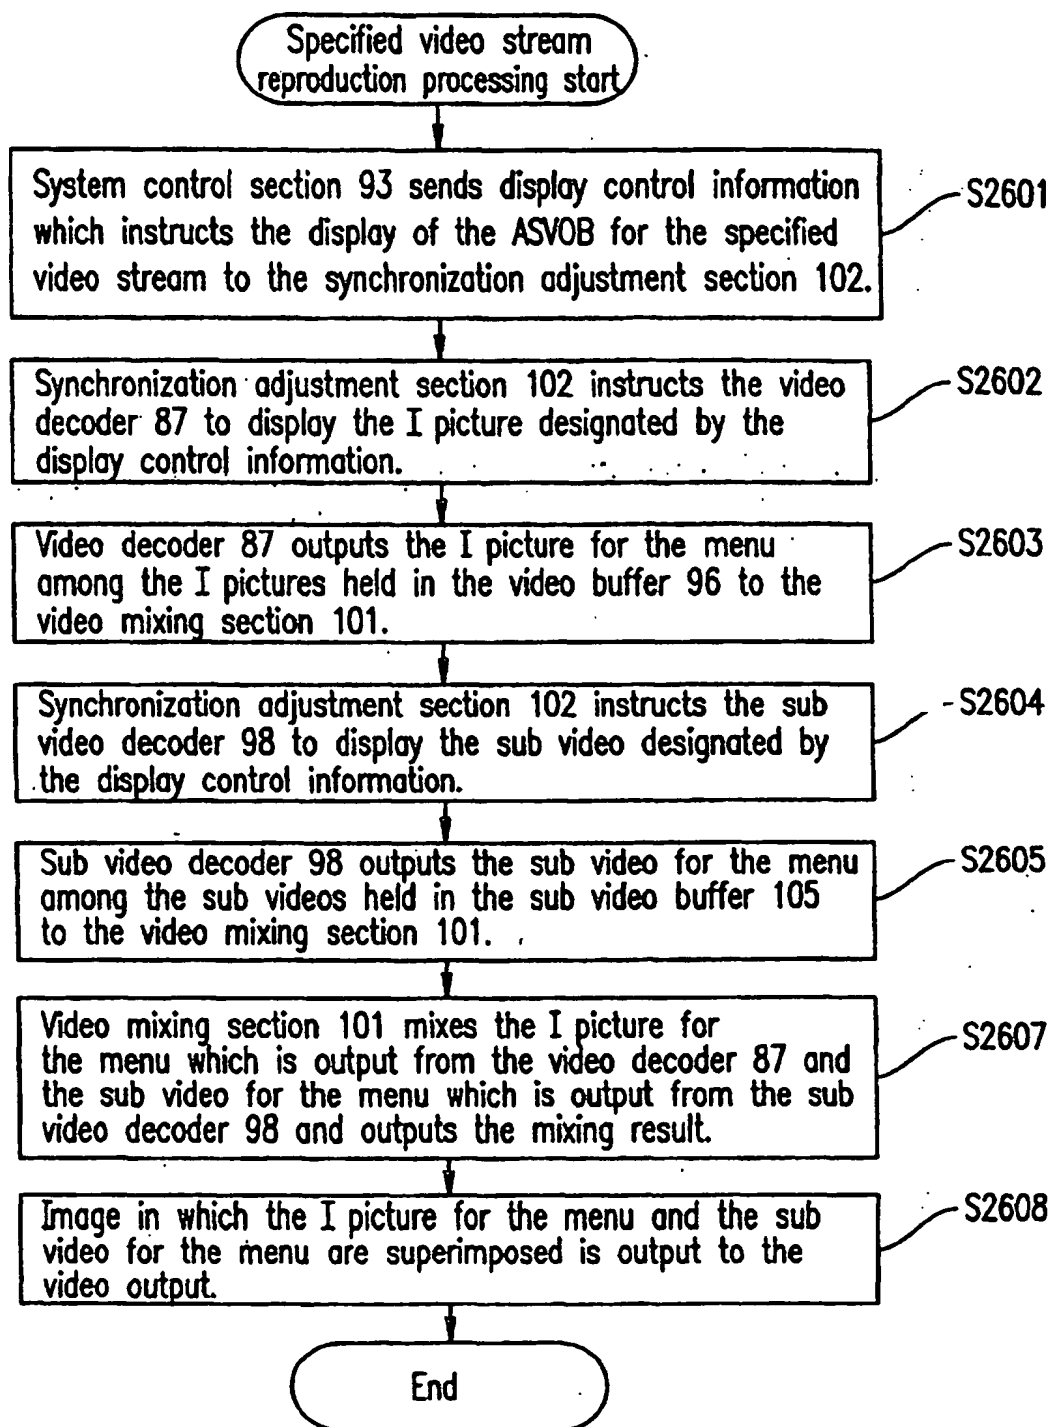 Specified video stream
reproduction processing start
System control section 93 sends display control information
which instructs the display of the ASVOB for the specified
video stream to the synchronization adjustment section 102.
S2601
Synchronization adjustment section 102 instructs the video
decoder 87 to display the I picture designated by the
display control information.
S2602
Video decoder 87 outputs the I picture for the menu
among the I pictures held in the video buffer 96 to the
video mixing section 101.
S2603
Synchronization adjustment section 102 instructs the sub
video decoder 98 to display the sub video designated by
the display control information.
S2604
Sub video decoder 98 outputs the sub video for the menu
among the sub videos held in the sub video buffer 105
to the video mixing section 101.
S2605
Video mixing section 101 mixes the I picture for
the menu which is output from the video decoder 87 and
the sub video for the menu which is output from the sub
video decoder 98 and outputs the mixing result.
S2607
Image in which the I picture for the menu and the sub
video for the menu are superimposed is output to the
video output.
S2608
End